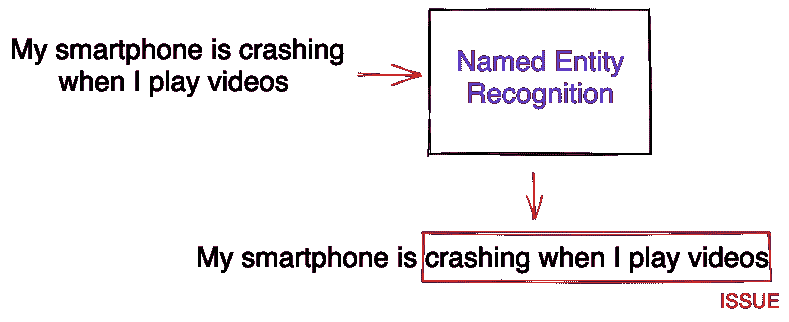 My smartphone is crashing
when I play videos
Named Entity
Recognition
My smartphone is crashing when I play videos
ISSUE